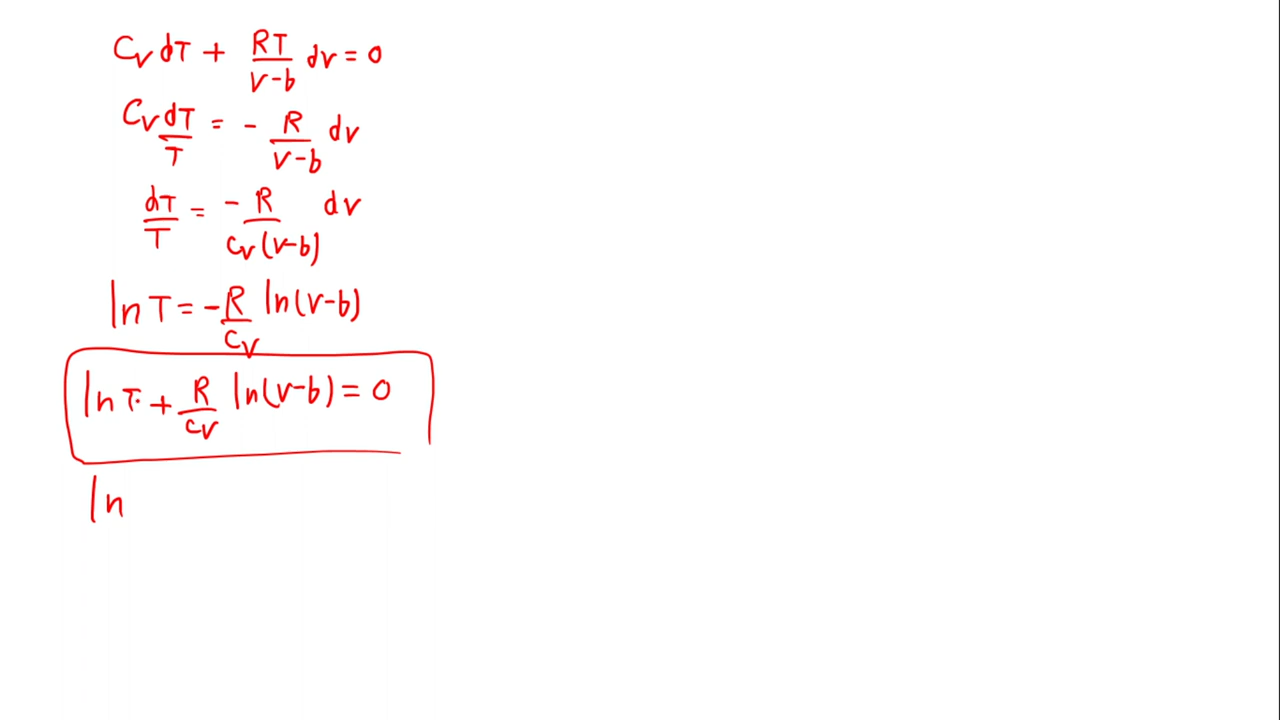 Cv dT + RT/(v-b) dv = 0
Cv dT/T = - R/(v-b) dv
dT/T = - R/(cv(v-b)) dv
ln T = - R/cv ln(v-b)
ln T + R/cv ln(v-b) = 0
ln